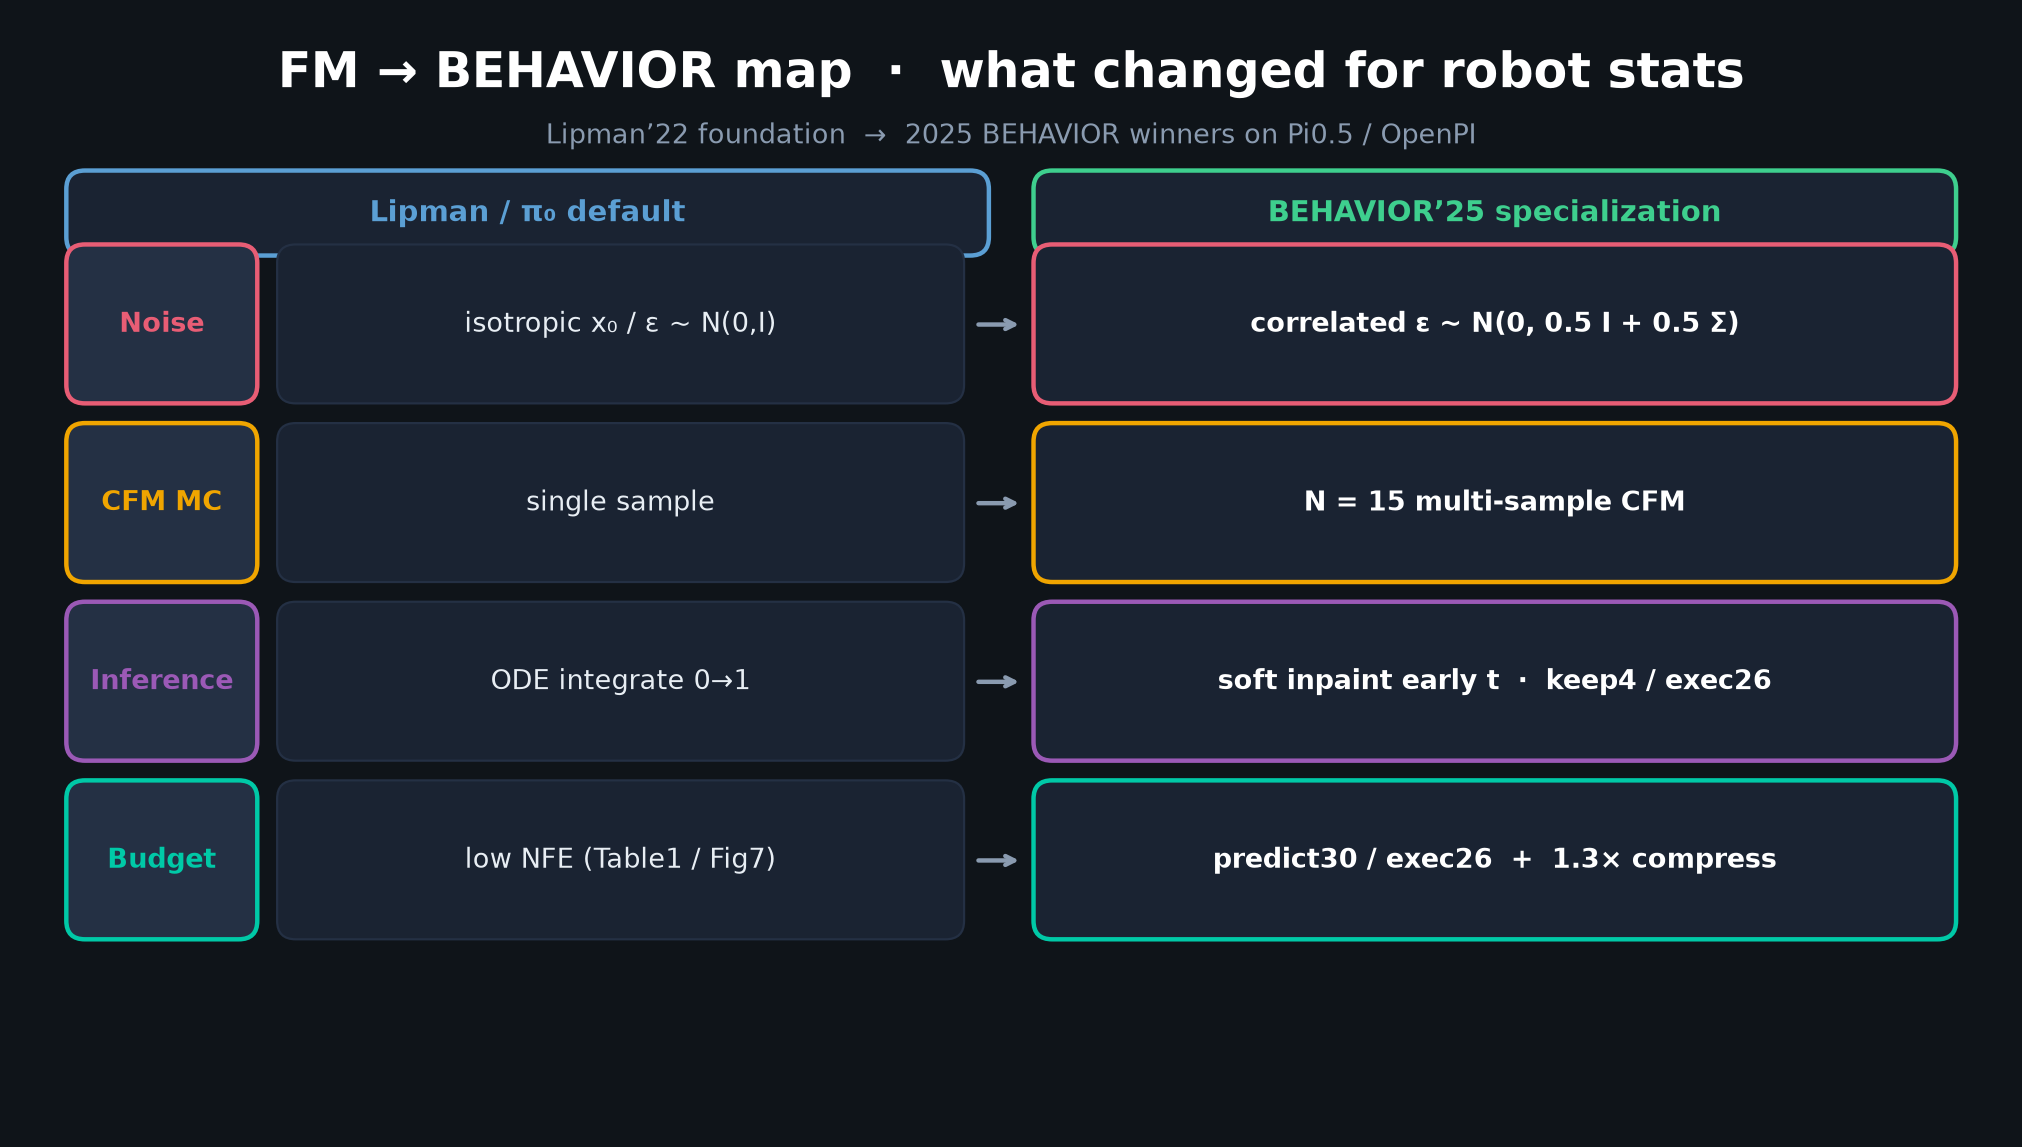 FM → BEHAVIOR map · what changed for robot stats
Lipman’22 foundation → 2025 BEHAVIOR winners on Pi0.5 / OpenPI
Lipman / π₀ default
BEHAVIOR’25 specialization
Noise
isotropic x₀ / ε ~ N(0,I)
correlated ε ~ N(0, 0.5 I + 0.5 Σ)
CFM MC
single sample
N = 15 multi-sample CFM
Inference
ODE integrate 0→1
soft inpaint early t · keep4 / exec26
Budget
low NFE (Table1 / Fig7)
predict30 / exec26 + 1.3× compress